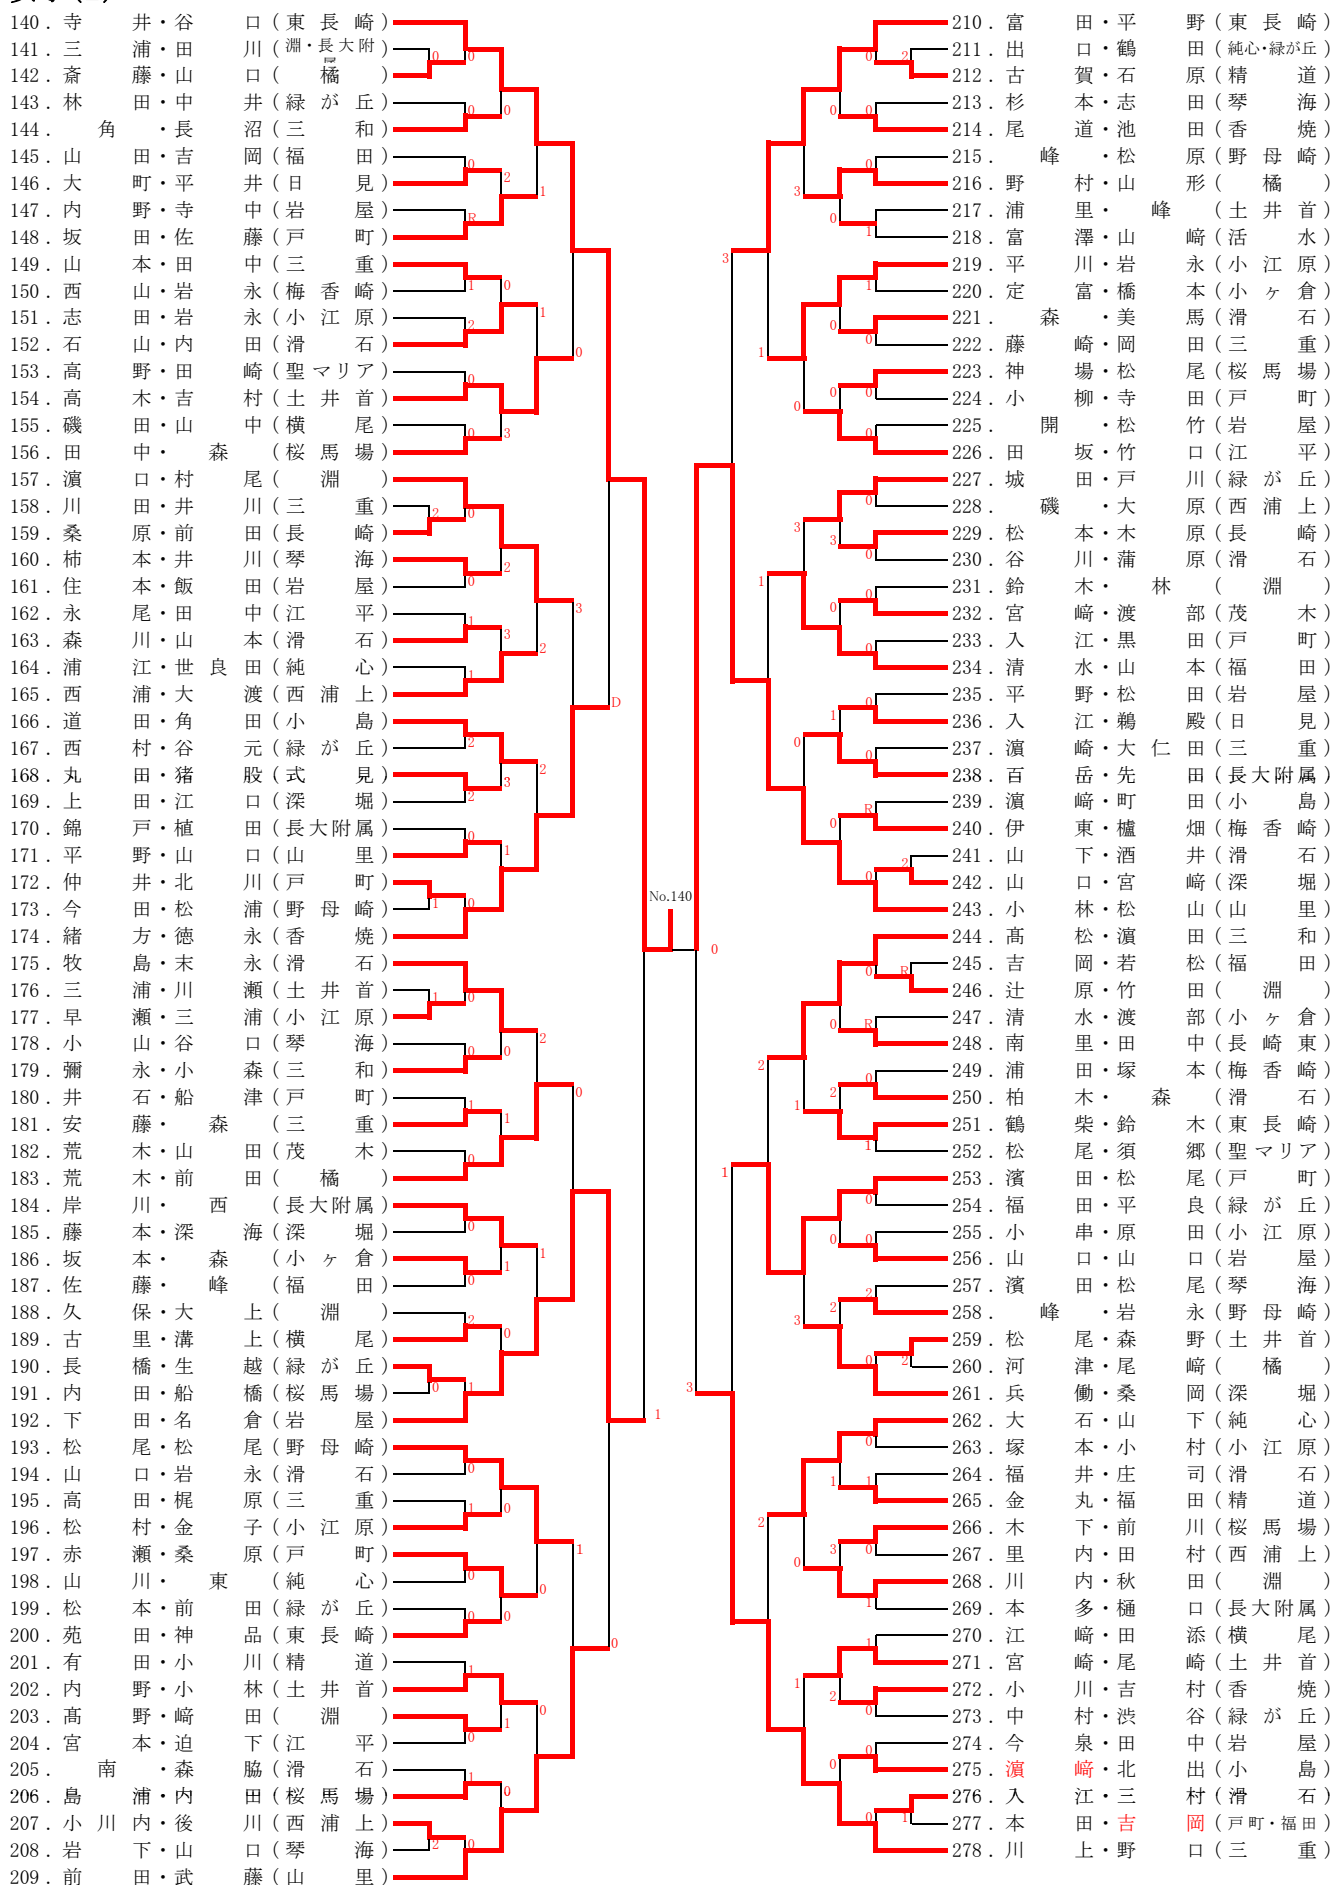 140. 寺井・谷口(東長崎)
141. 三浦・田川(淵・長大附属)
142. 斎藤・山口(橘)
143. 林田・中井(緑が丘)
144. 角・長沼(三和)
145. 山田・吉岡(福田)
146. 大町・平井(日見)
147. 内野・寺中(岩屋)
148. 坂田・佐藤(戸町)
149. 山本・田中(三重)
150. 西山・岩永(梅香崎)
151. 志田・岩永(小江原)
152. 石山・内田(滑石)
153. 高野・田崎(聖マリア)
154. 高木・吉村(土井首)
155. 磯田・山中(横尾)
156. 田中・森(桜馬場)
157. 濵口・村尾(淵)
158. 川田・井川(三重)
159. 桑原・前田(長崎)
160. 柿本・井川(琴海)
161. 住本・飯田(岩屋)
162. 永尾・田中(江平)
163. 森川・山本(滑石)
164. 浦江・世良田(純心)
165. 西浦・大渡(西浦上)
166. 道田・角田(小島)
167. 西村・谷元(緑が丘)
168. 丸田・猪股(式見)
169. 上田・江口(深堀)
170. 錦戸・植田(長大附属)
171. 平野・山口(山里)
172. 仲井・北川(戸町)
173. 今田・松浦(野母崎)
174. 緒方・徳永(香焼)
175. 牧島・末永(滑石)
176. 三浦・川瀬(土井首)
177. 早瀬・三浦(小江原)
178. 小山・谷口(琴海)
179. 彌永・小森(三和)
180. 井石・船津(戸町)
181. 安藤・森(三重)
182. 荒木・山田(茂木)
183. 荒木・前田(橘)
184. 岸川・西(長大附属)
185. 藤本・深海(深堀)
186. 坂本・森(小ヶ倉)
187. 佐藤・峰(福田)
188. 久保・大上(淵)
189. 古里・溝上(横尾)
190. 長橋・生越(緑が丘)
191. 内田・船橋(桜馬場)
192. 下田・名倉(岩屋)
193. 松尾・松尾(野母崎)
194. 山口・岩永(滑石)
195. 高田・梶原(三重)
196. 松村・金子(小江原)
197. 赤瀬・桑原(戸町)
198. 山川・東(純心)
199. 松本・前田(緑が丘)
200. 苑田・神品(東長崎)
201. 有田・小川(精道)
202. 内野・小林(土井首)
203. 髙野・﨑田(淵)
204. 宮本・迫下(江平)
205. 南・森脇(滑石)
206. 島浦・内田(桜馬場)
207. 小川内・後川(西浦上)
208. 岩下・山口(琴海)
209. 前田・武藤(山里)
No.140
210. 富田・平野(東長崎)
211. 出口・鶴田(純心・緑が丘)
212. 古賀・石原(精道)
213. 杉本・志田(琴海)
214. 尾道・池田(香焼)
215. 峰・松原(野母崎)
216. 野村・山形(橘)
217. 浦里・峰(土井首)
218. 富澤・山﨑(活水)
219. 平川・岩永(小江原)
220. 定富・橋本(小ヶ倉)
221. 森・美馬(滑石)
222. 藤崎・岡田(三重)
223. 神場・松尾(桜馬場)
224. 小柳・寺田(戸町)
225. 開・松竹(岩屋)
226. 田坂・竹口(江平)
227. 城田・戸川(緑が丘)
228. 磯・大原(西浦上)
229. 松本・木原(長崎)
230. 谷川・蒲原(滑石)
231. 鈴木・林(淵)
232. 宮﨑・渡部(茂木)
233. 入江・黒田(戸町)
234. 清水・山本(福田)
235. 平野・松田(岩屋)
236. 入江・鵜殿(日見)
237. 濵崎・大仁田(三重)
238. 百岳・先田(長大附属)
239. 濵﨑・町田(小島)
240. 伊東・櫨畑(梅香崎)
241. 山下・酒井(滑石)
242. 山口・宮﨑(深堀)
243. 小林・松山(山里)
244. 髙松・濵田(三和)
245. 吉岡・若松(福田)
246. 辻原・竹田(淵)
247. 清水・渡部(小ヶ倉)
248. 南里・田中(長崎東)
249. 浦田・塚本(梅香崎)
250. 柏木・森(滑石)
251. 鶴柴・鈴木(東長崎)
252. 松尾・須郷(聖マリア)
253. 濱田・松尾(戸町)
254. 福田・平良(緑が丘)
255. 小串・原田(小江原)
256. 山口・山口(岩屋)
257. 濱田・松尾(琴海)
258. 峰・岩永(野母崎)
259. 松尾・森野(土井首)
260. 河津・尾﨑(橘)
261. 兵働・桑岡(深堀)
262. 大石・山下(純心)
263. 塚本・小村(小江原)
264. 福井・庄司(滑石)
265. 金丸・福田(精道)
266. 木下・前川(桜馬場)
267. 里内・田村(西浦上)
268. 川内・秋田(淵)
269. 本多・樋口(長大附属)
270. 江﨑・田添(横尾)
271. 宮崎・尾崎(土井首)
272. 小川・吉村(香焼)
273. 中村・渋谷(緑が丘)
274. 今泉・田中(岩屋)
275. 濵﨑・北出(小島)
276. 入江・三村(滑石)
277. 本田・吉岡(戸町・福田)
278. 川上・野口(三重)